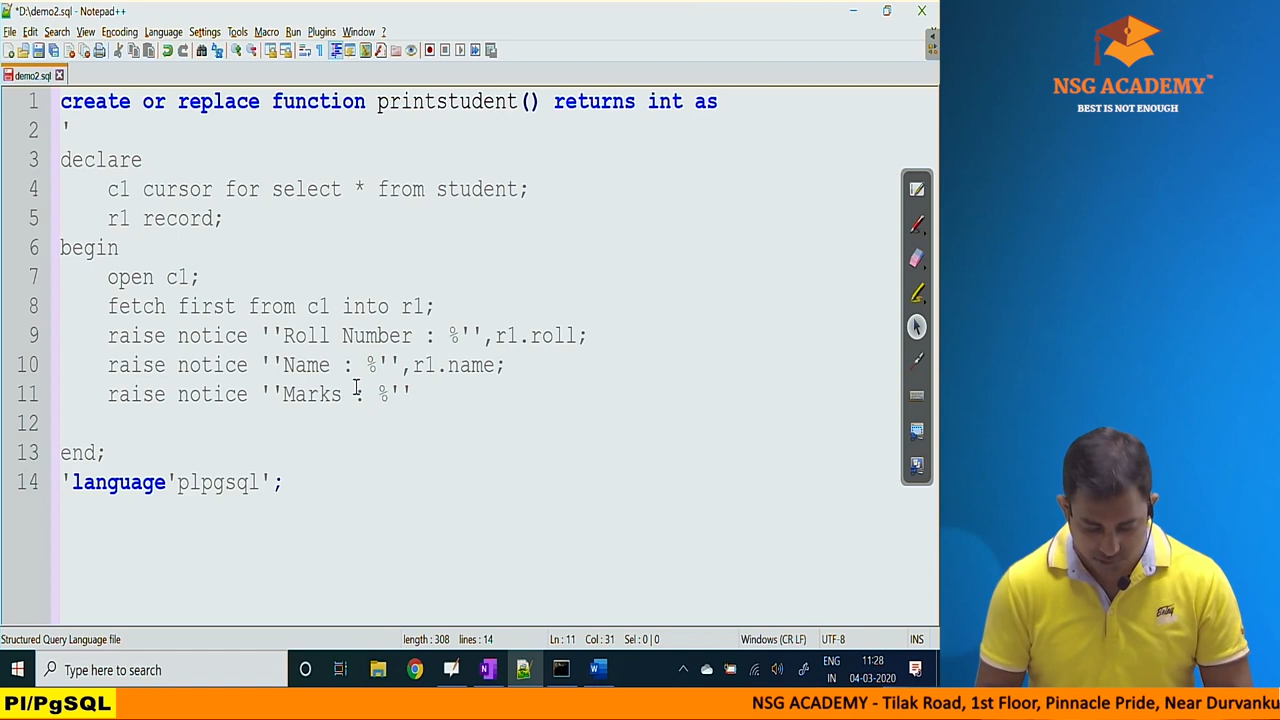 *D:\demo2.sql - Notepad++
File Edit Search View Encoding Language Settings Tools Macro Run Plugins Window ?
demo2.sql
1 create or replace function printstudent() returns int as
2 '
3 declare
4 c1 cursor for select * from student;
5 r1 record;
6 begin
7 open c1;
8 fetch first from c1 into r1;
9 raise notice ''Roll Number : %'',r1.roll;
10 raise notice ''Name : %'',r1.name;
11 raise notice ''Marks : %''
12
13 end;
14 'language'plpgsql';
Structured Query Language file length : 308 lines : 14 Ln : 11 Col : 31 Sel : 0 | 0 Windows (CR LF) UTF-8 INS
Type here to search
ENG
IN
11:28
04-03-2020
NSG ACADEMY™
BEST IS NOT ENOUGH
Being
Pl/PgSQL
NSG ACADEMY - Tilak Road, 1st Floor, Pinnacle Pride, Near Durvanku